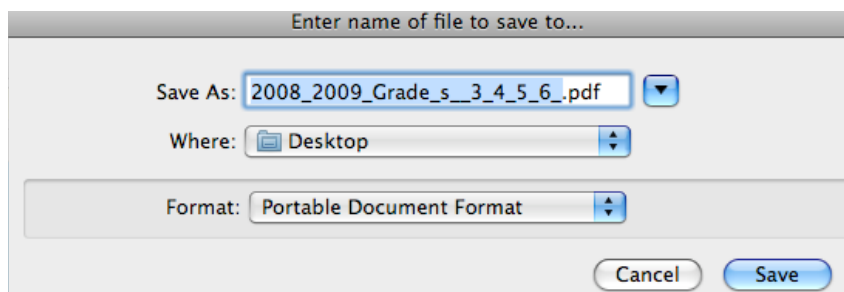 Enter name of file to save to...
Save As: 2008_2009_Grade_s__3_4_5_6_.pdf
Where: Desktop
Format: Portable Document Format
Cancel Save